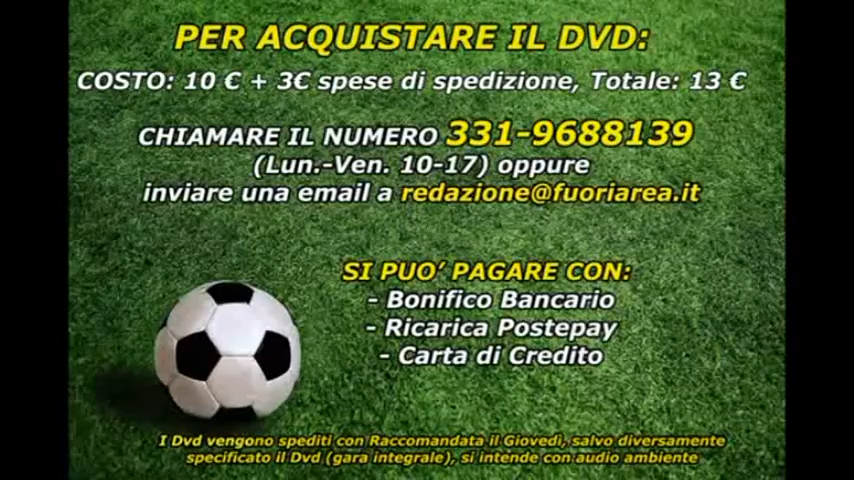 PER ACQUISTARE IL DVD:
COSTO: 10 € + 3€ spese di spedizione, Totale: 13 €
CHIAMARE IL NUMERO 331-9688139
(Lun.-Ven. 10-17) oppure
inviare una email a redazione@fuoriarea.it
SI PUO' PAGARE CON:
- Bonifico Bancario
- Ricarica Postepay
- Carta di Credito
I Dvd vengono spediti con Raccomandata il Giovedì, salvo diversamente
specificato il Dvd (gara integrale), si intende con audio ambiente